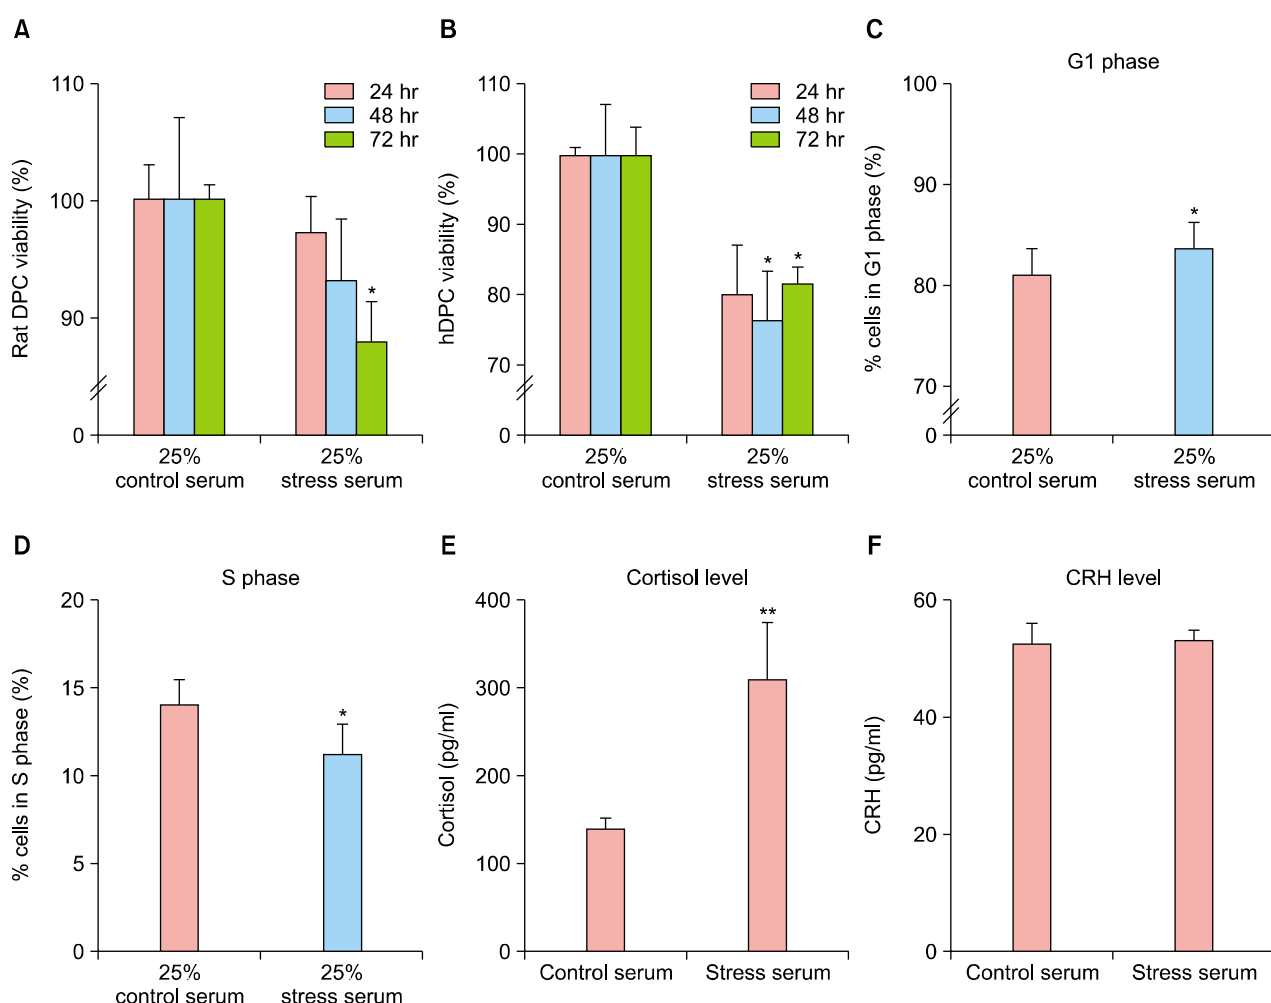 A
Rat DPC viability (%)
110
100
90
0
24 hr
48 hr
72 hr
*
25%
control serum
25%
stress serum
B
hDPC viability (%)
110
100
90
80
70
0
24 hr
48 hr
72 hr
*
*
25%
control serum
25%
stress serum
C
G1 phase
% cells in G1 phase (%)
100
90
80
70
0
*
25%
control serum
25%
stress serum
D
S phase
% cells in S phase (%)
20
15
10
5
0
*
25%
control serum
25%
stress serum
E
Cortisol level
Cortisol (pg/ml)
400
300
200
100
0
**
Control serum
Stress serum
F
CRH level
CRH (pg/ml)
60
40
20
0
Control serum
Stress serum